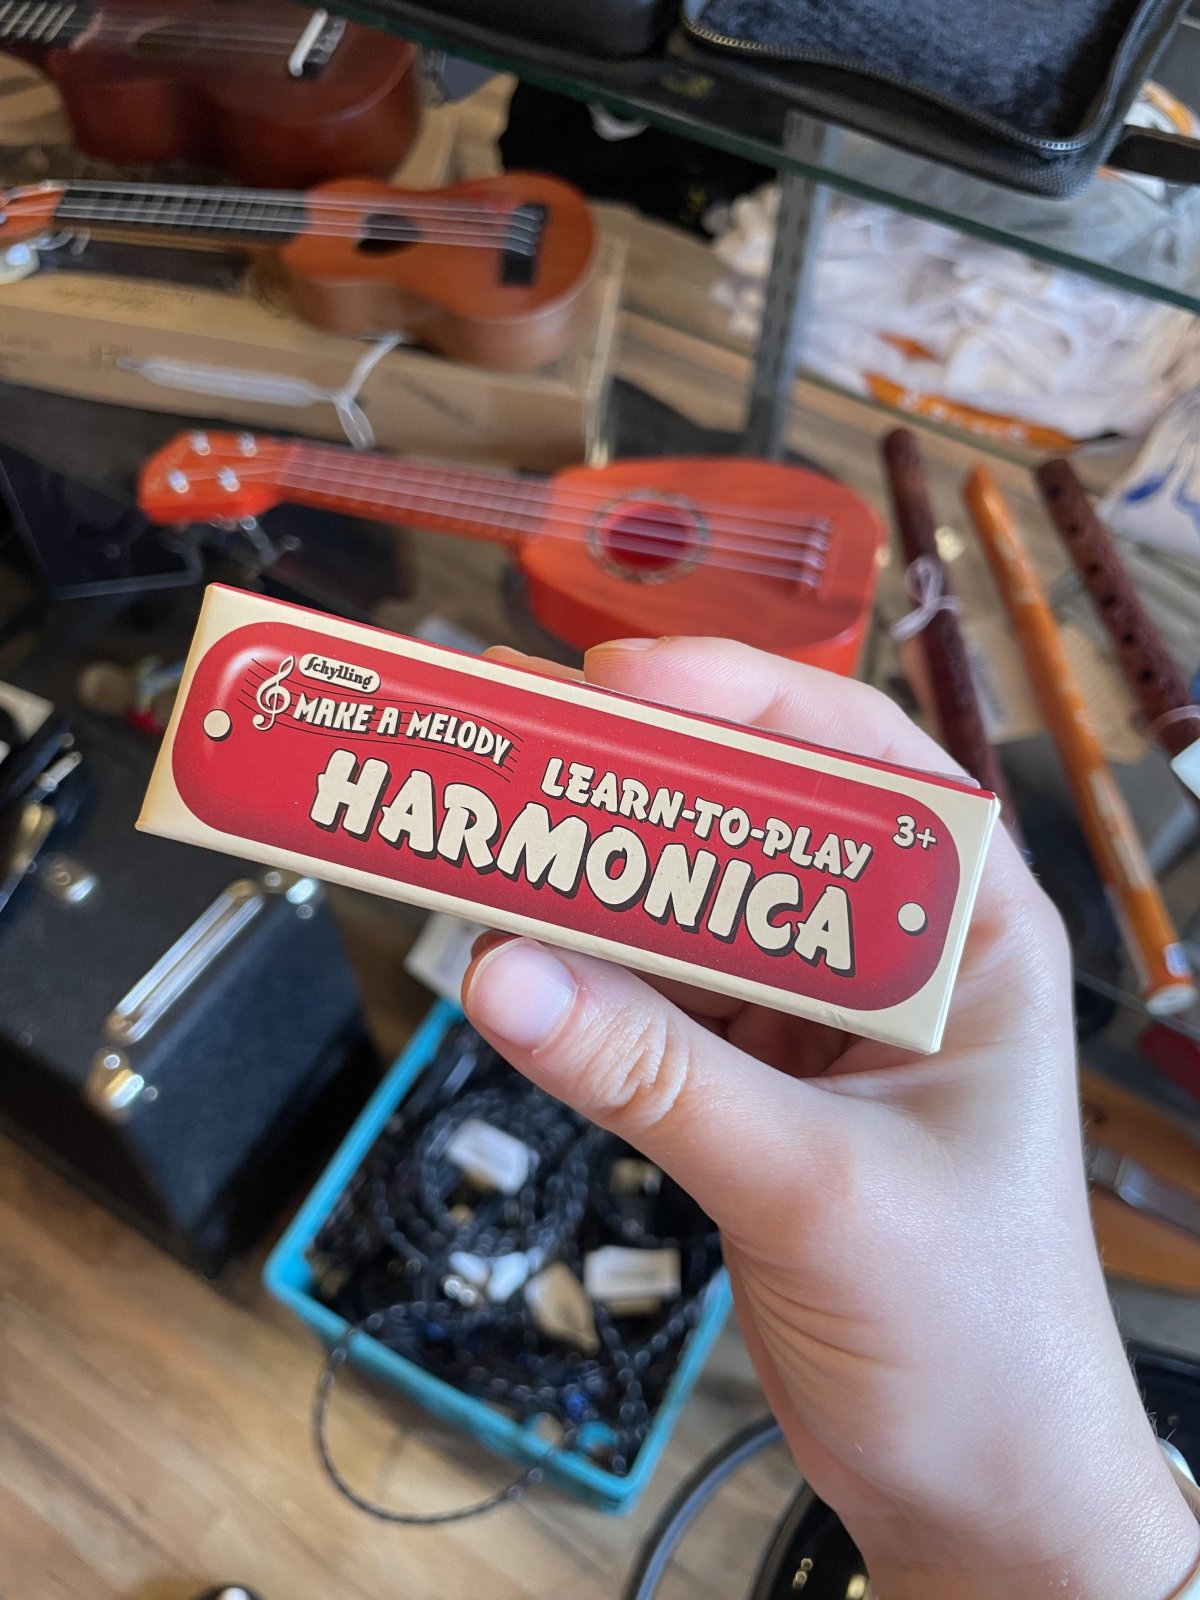 Schylling
MAKE A MELODY
LEARN-TO-PLAY
HARMONICA
3+